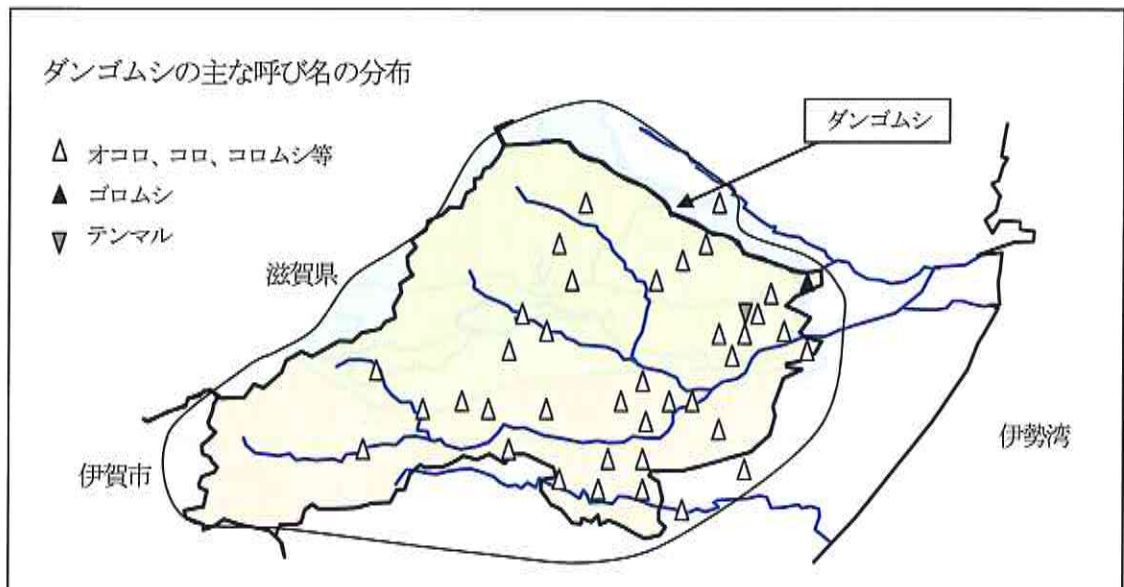 ダンゴムシの主な呼び名の分布
ダンゴムシ
△ オコロ、コロ、コロムシ等
▲ ゴロムシ
▼ テンマル
滋賀県
伊賀市
伊勢湾